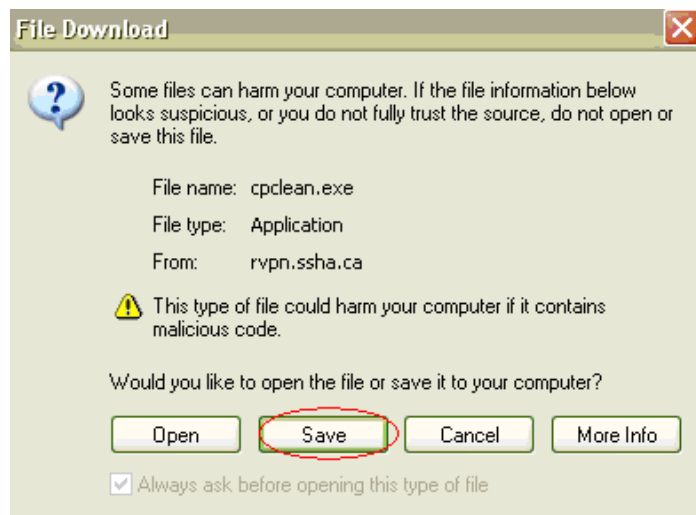 File Download
Some files can harm your computer. If the file information below
looks suspicious, or you do not fully trust the source, do not open or
save this file.
File name: cpclean.exe
File type: Application
From: rvpn.ssha.ca
This type of file could harm your computer if it contains
malicious code.
Would you like to open the file or save it to your computer?
Open Save Cancel More Info
Always ask before opening this type of file